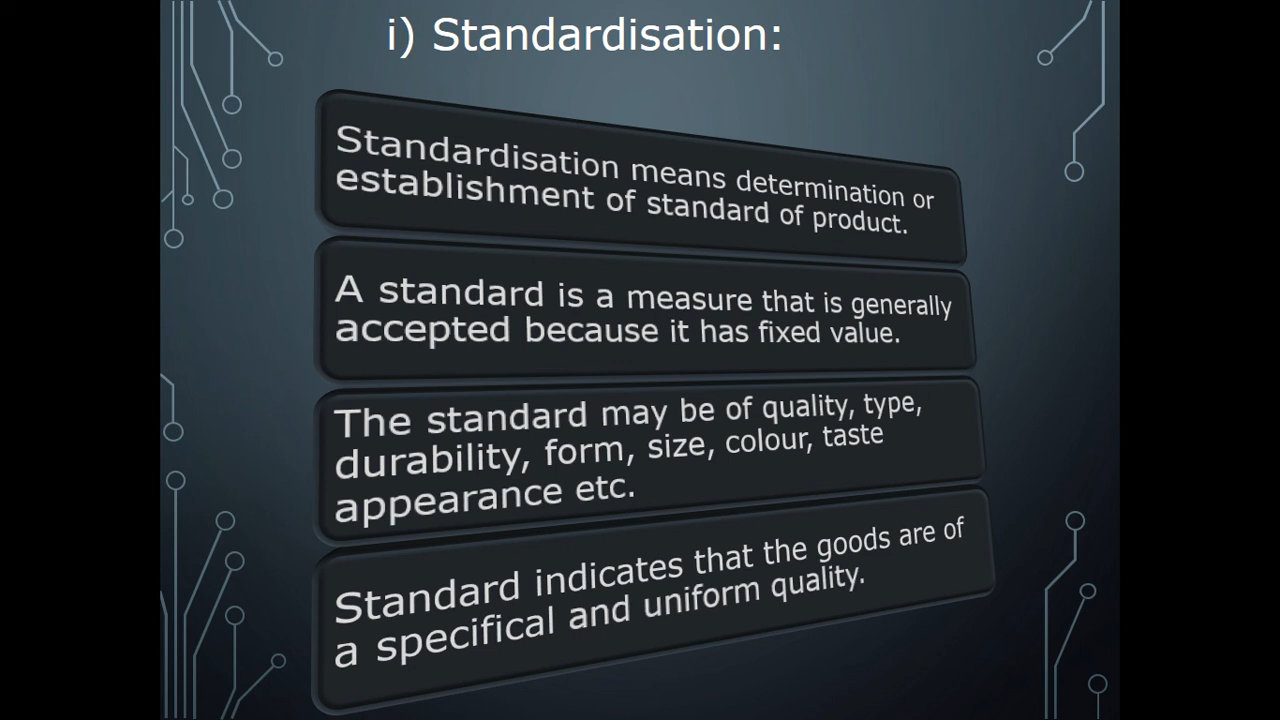 i) Standardisation:
Standardisation means determination or
establishment of standard of product.
A standard is a measure that is generally
accepted because it has fixed value.
The standard may be of quality, type,
durability, form, size, colour, taste
appearance etc.
Standard indicates that the goods are of
a specifical and uniform quality.